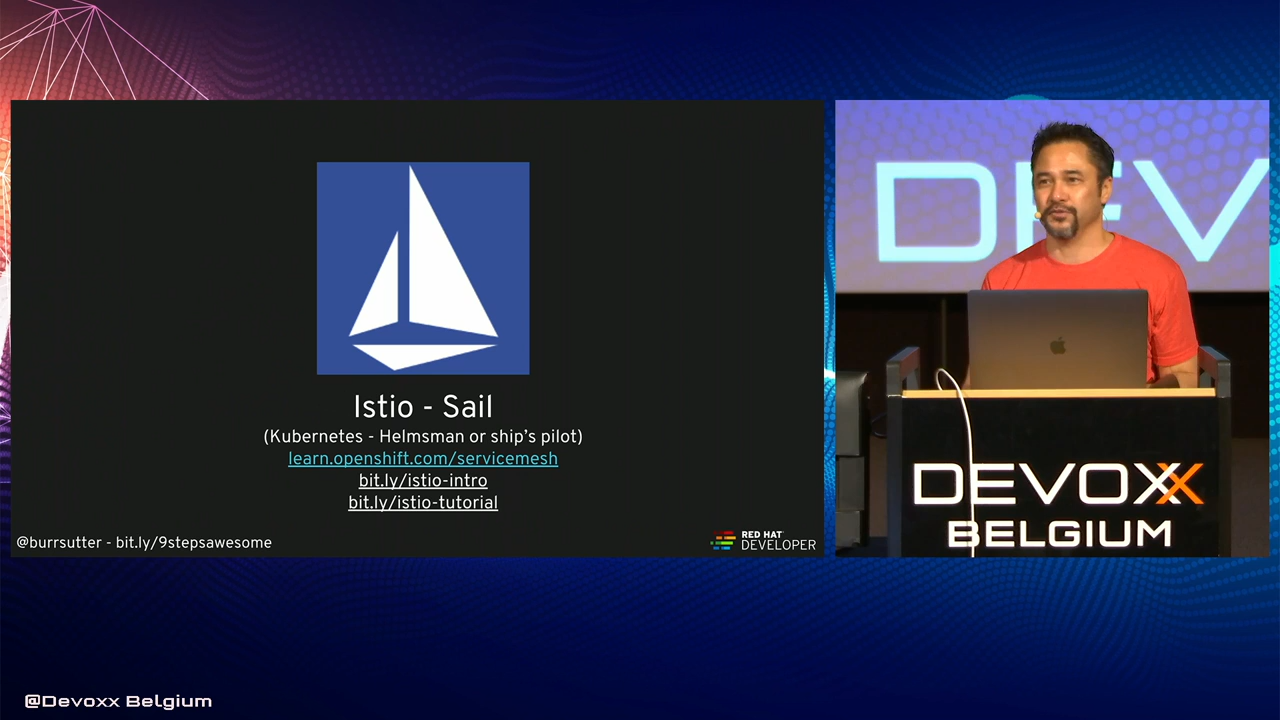 Istio - Sail
(Kubernetes - Helmsman or ship's pilot)
learn.openshift.com/servicemesh
bit.ly/istio-intro
bit.ly/istio-tutorial
@burrsutter - bit.ly/9stepsawesome
RED HAT
DEVELOPER
DEV
DEVOXX
BELGIUM
@Devoxx Belgium